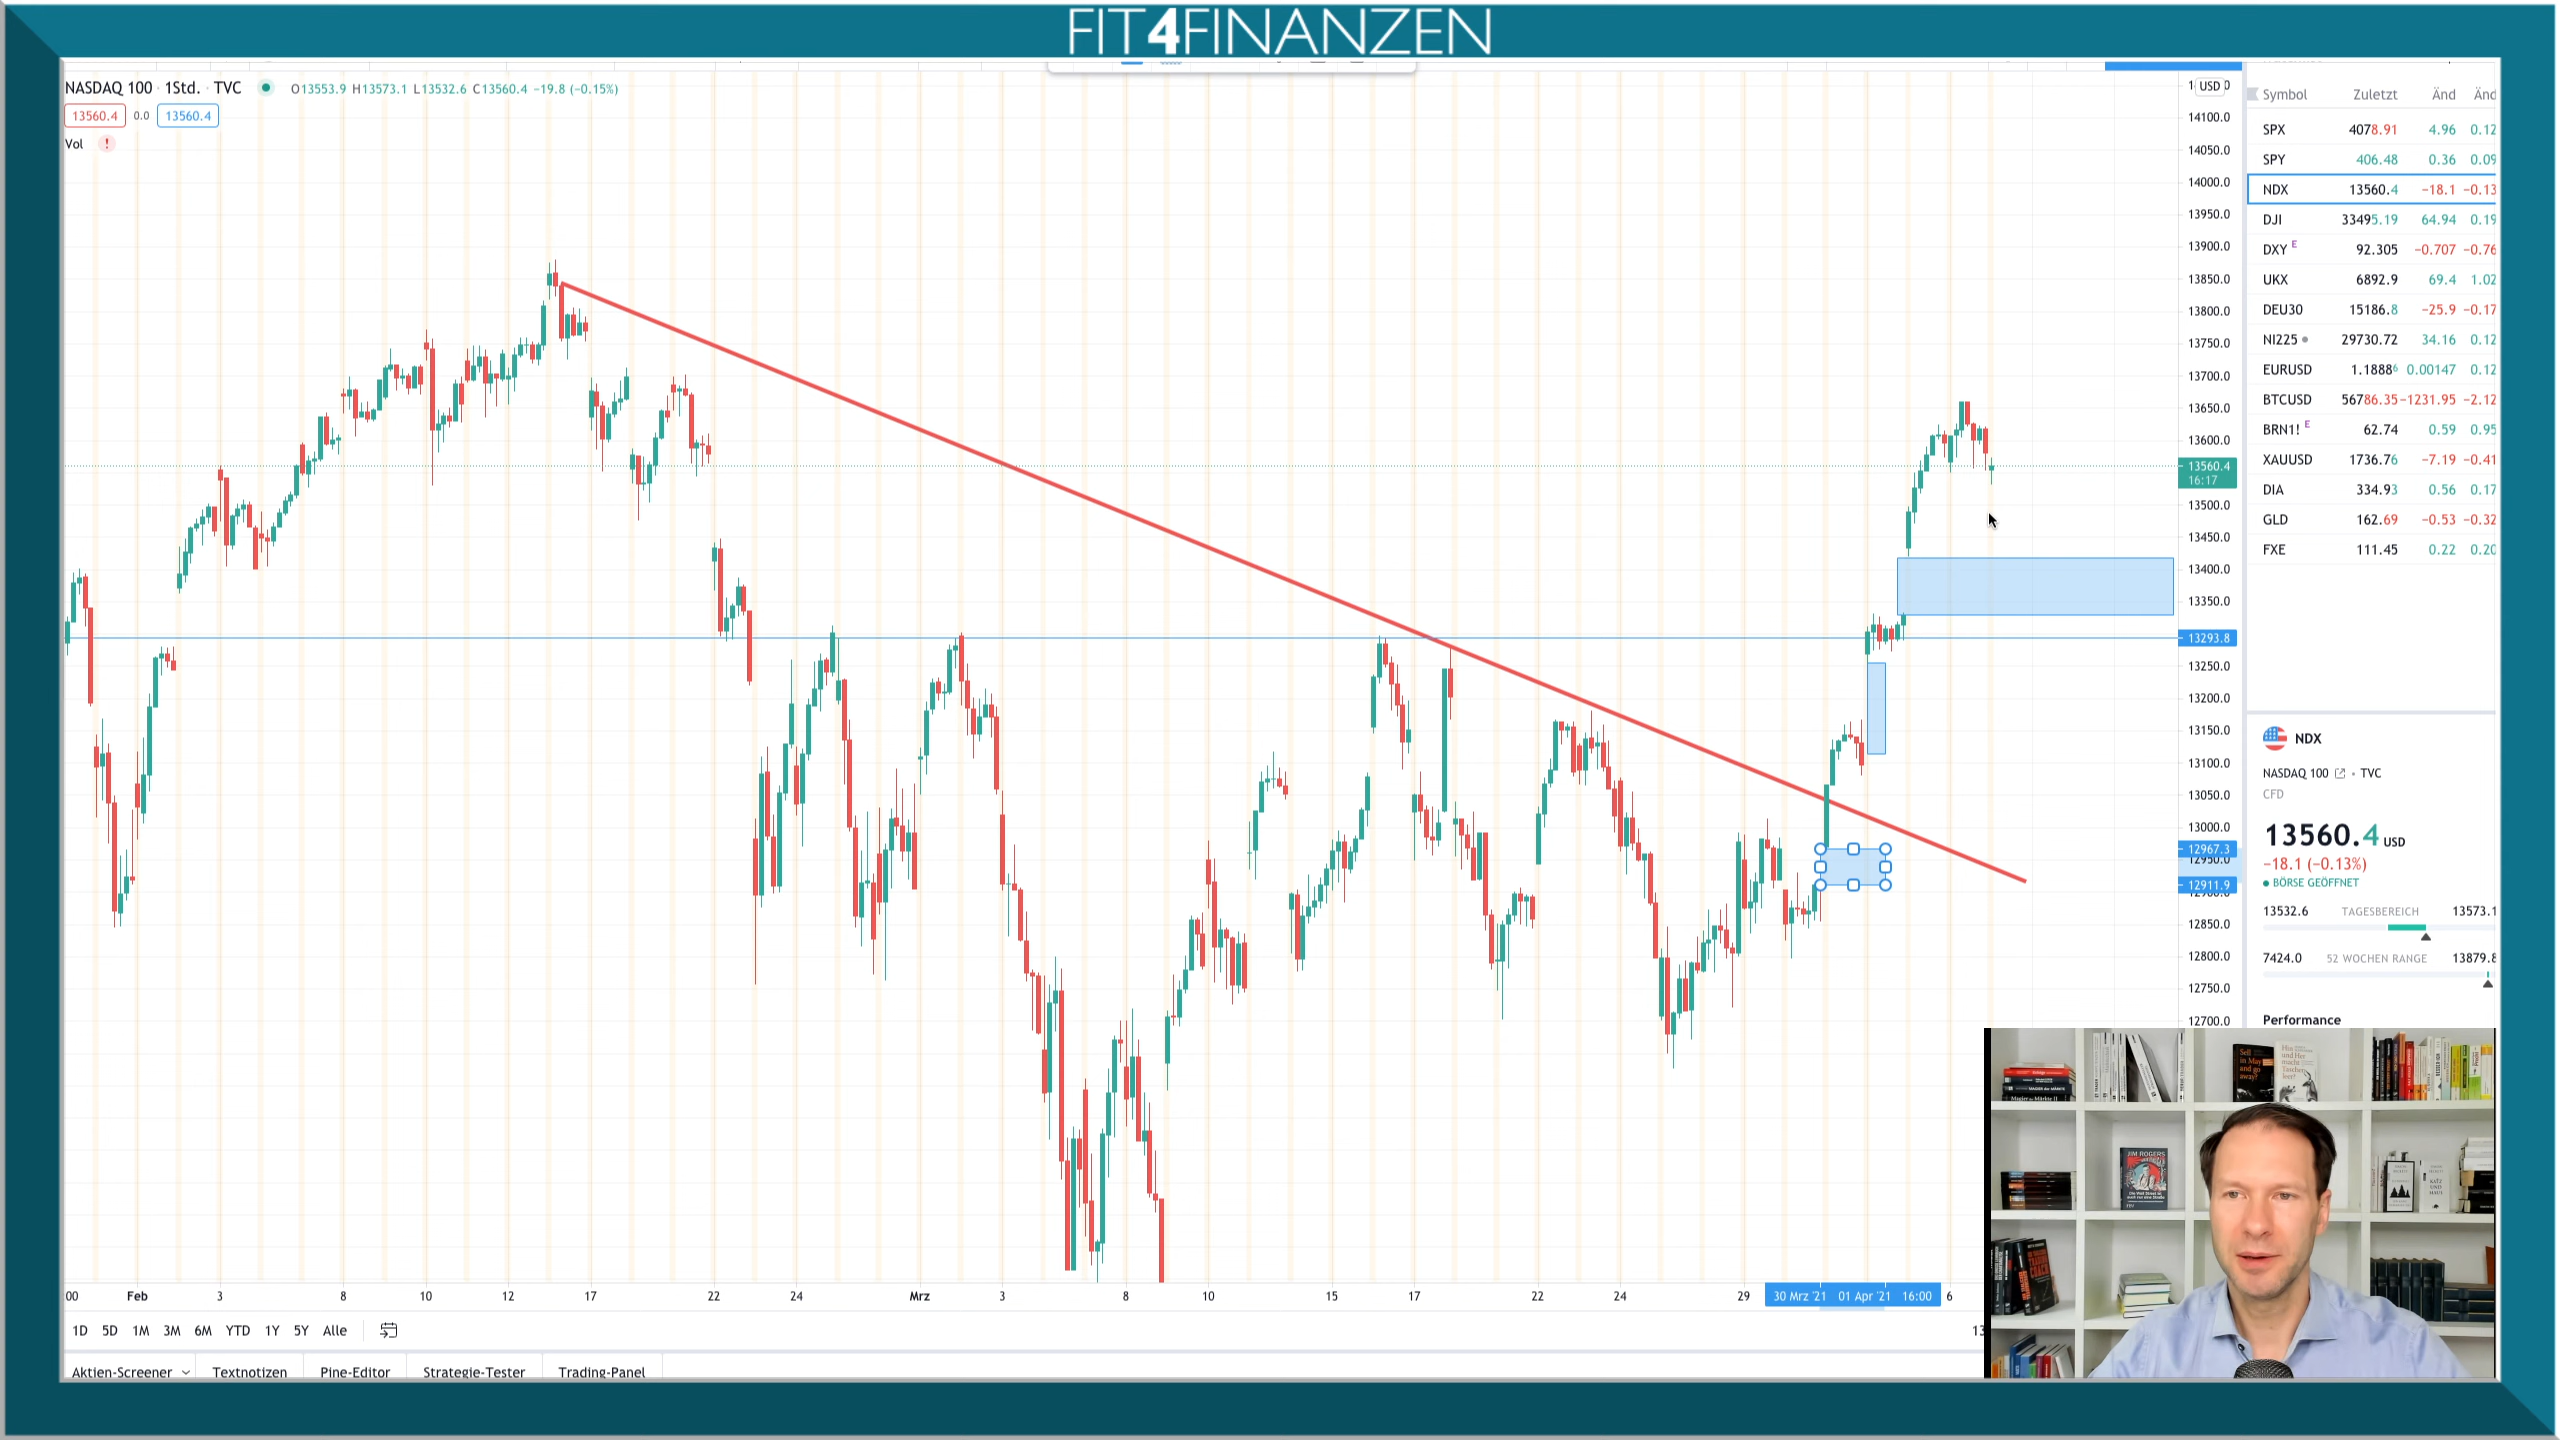 FIT4FINANZEN
NASDAQ 100 · 1Std. · TVC
O13553.9 H13573.1 L13532.6 C13560.4 −19.8 (−0.15%)
13560.4 0.0 13560.4
Vol !
USD
14100.0
14050.0
14000.0
13950.0
13900.0
13850.0
13800.0
13750.0
13700.0
13650.0
13600.0
13560.4
16:17
13500.0
13450.0
13400.0
13350.0
13293.8
13250.0
13200.0
13150.0
13100.0
13050.0
13000.0
12967.3
12950.0
12911.9
12850.0
12800.0
12750.0
12700.0
00 Feb 3 8 10 12 17 22 24 Mrz 3 8 10 15 17 22 24 29 30 Mrz '21 01 Apr '21 16:00 6
1D 5D 1M 3M 6M YTD 1Y 5Y Alle
13
Aktien-Screener Textnotizen Pine-Editor Strategie-Tester Trading-Panel
Symbol Zuletzt Änd Änd
SPX 4078.91 4.96 0.12
SPY 406.48 0.36 0.09
NDX 13560.4 −18.1 −0.13
DJI 33495.19 64.94 0.19
DXY E 92.305 −0.707 −0.76
UKX 6892.9 69.4 1.02
DEU30 15186.8 −25.9 −0.17
NI225 29730.72 34.16 0.12
EURUSD 1.18886 0.00147 0.12
BTCUSD 56786.35 −1231.95 −2.12
BRN1! E 62.74 0.59 0.95
XAUUSD 1736.76 −7.19 −0.41
DIA 334.93 0.56 0.17
GLD 162.69 −0.53 −0.32
FXE 111.45 0.22 0.20
NDX
NASDAQ 100 · TVC
CFD
13560.4 USD
−18.1 (−0.13%)
BÖRSE GEÖFFNET
13532.6 TAGESBEREICH 13573.1
7424.0 52 WOCHEN RANGE 13879.8
Performance
Sell in May and go away?
JIM ROGERS